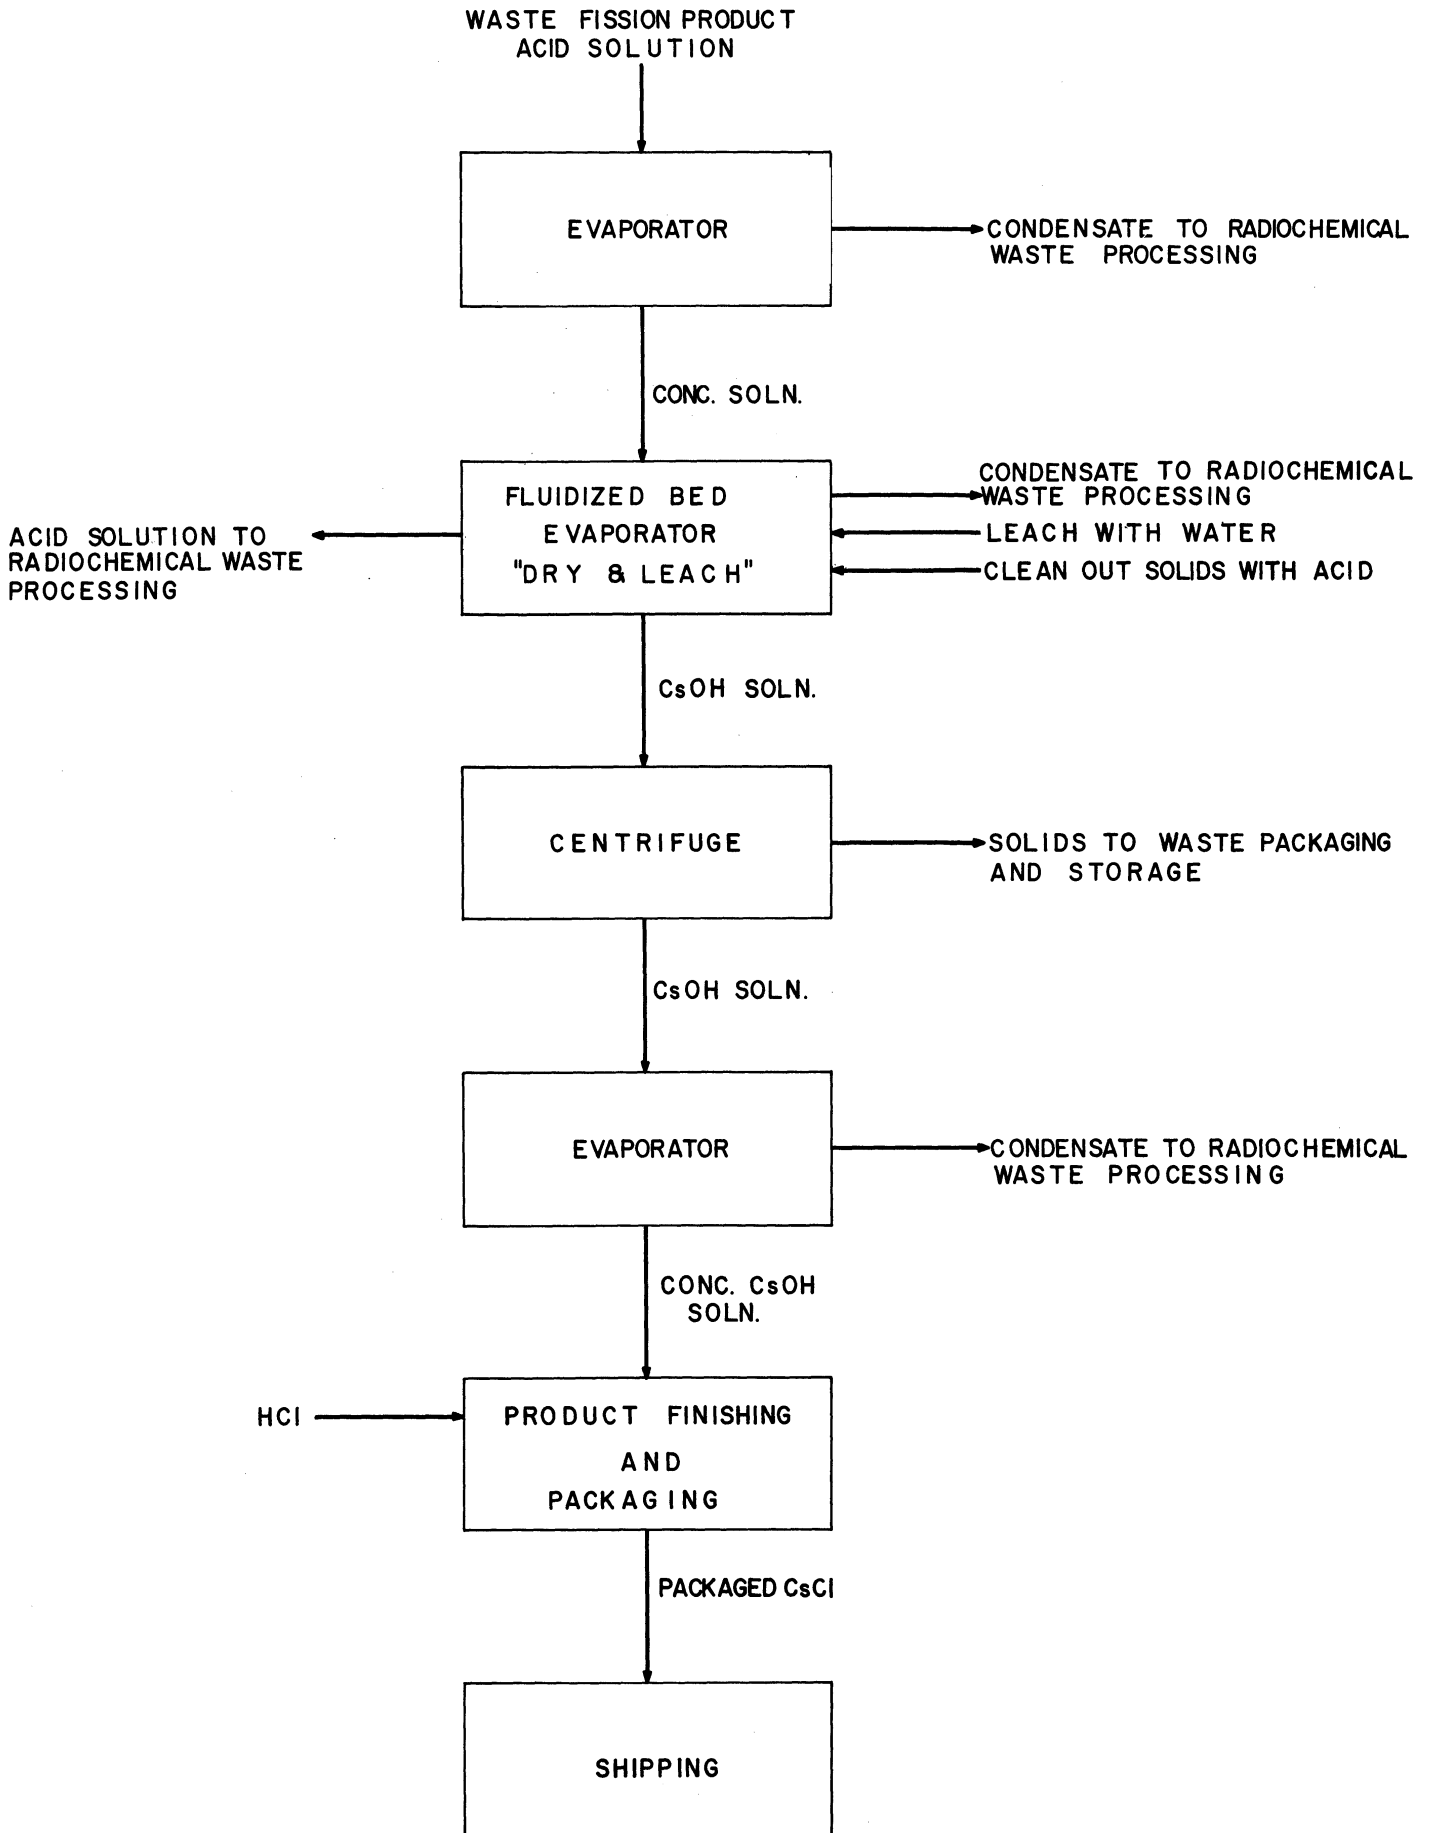 WASTE FISSION PRODUCT
ACID SOLUTION
EVAPORATOR
CONDENSATE TO RADIOCHEMICAL
WASTE PROCESSING
CONC. SOLN.
FLUIDIZED BED
EVAPORATOR
"DRY & LEACH"
CONDENSATE TO RADIOCHEMICAL
WASTE PROCESSING
LEACH WITH WATER
CLEAN OUT SOLIDS WITH ACID
ACID SOLUTION TO
RADIOCHEMICAL WASTE
PROCESSING
CsOH SOLN.
CENTRIFUGE
SOLIDS TO WASTE PACKAGING
AND STORAGE
CsOH SOLN.
EVAPORATOR
CONDENSATE TO RADIOCHEMICAL
WASTE PROCESSING
CONC. CsOH
SOLN.
HCl
PRODUCT FINISHING
AND
PACKAGING
PACKAGED CsCl
SHIPPING